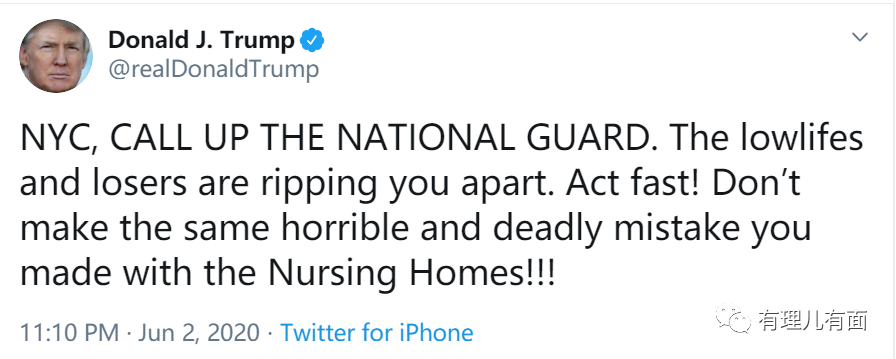 Donald J. Trump
@realDonaldTrump
NYC, CALL UP THE NATIONAL GUARD. The lowlifes
and losers are ripping you apart. Act fast! Don’t
make the same horrible and deadly mistake you
made with the Nursing Homes!!!
11:10 PM · Jun 2, 2020 · Twitter for iPhone
有理儿有面